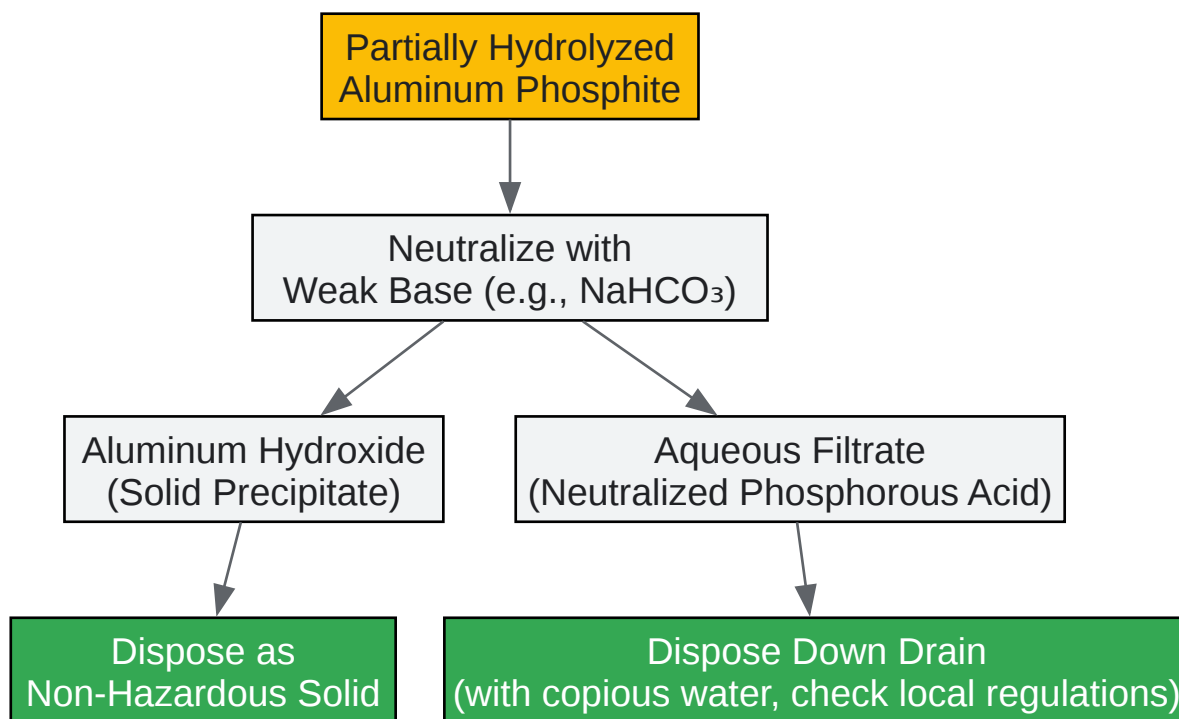 Partially Hydrolyzed
Aluminum Phosphite
Neutralize with
Weak Base (e.g., NaHCO₃)
Aluminum Hydroxide
(Solid Precipitate)
Aqueous Filtrate
(Neutralized Phosphorous Acid)
Dispose as
Non-Hazardous Solid
Dispose Down Drain
(with copious water, check local regulations)